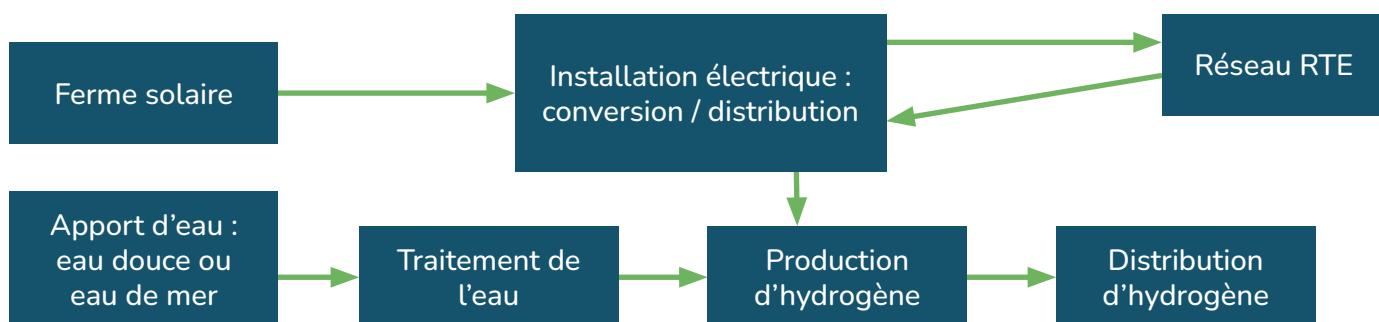 Ferme solaire
Installation électrique :
conversion / distribution
Réseau RTE
Apport d’eau :
eau douce ou
eau de mer
Traitement de
l’eau
Production
d’hydrogène
Distribution
d’hydrogène